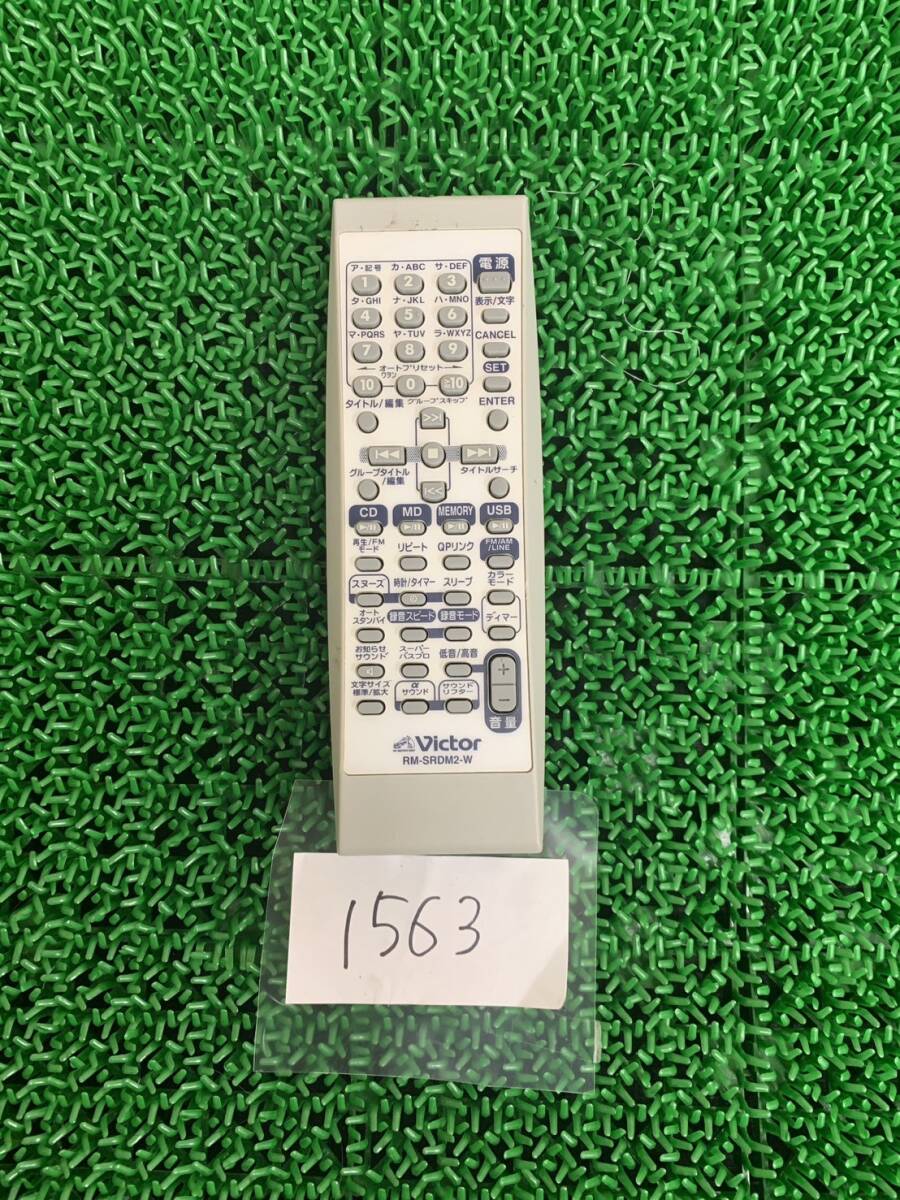 電源
ア・記号 カ・ABC サ・DEF
1 2 3
表示/文字
タ・GHI ナ・JKL ハ・MNO
4 5 6
マ・PQRS ヤ・TUV ラ・WXYZ
CANCEL
7 8 9
オートプリセット
SET
ワヲン
10 0 >10
タイトル/編集 グループスキップ ENTER
グループタイトル
/編集
タイトルサーチ
CD MD MEMORY USB
再生/FM
モード
リピート QPリンク
FM/AM
/LINE
スヌーズ 時計/タイマー スリープ
カラー
モード
オート
スタンバイ
録音スピード 録音モード
ディマー
お知らせ
サウンド
スーパー
バスプロ
低音/高音
+
文字サイズ
標準/拡大
α
サウンド
サウンド
リフター
−
音量
Victor
RM-SRDM2-W
1563